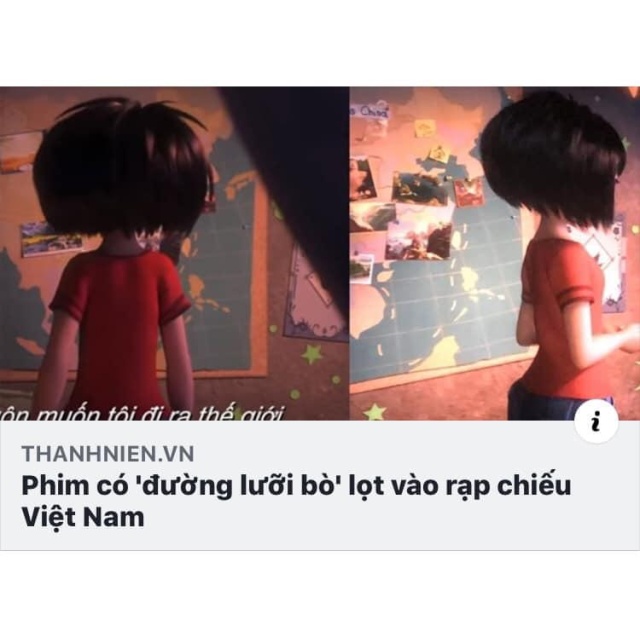 ôn muốn tôi đi ra thế giới
i
THANHNIEN.VN
Phim có 'đường lưỡi bò' lọt vào rạp chiếu
Việt Nam